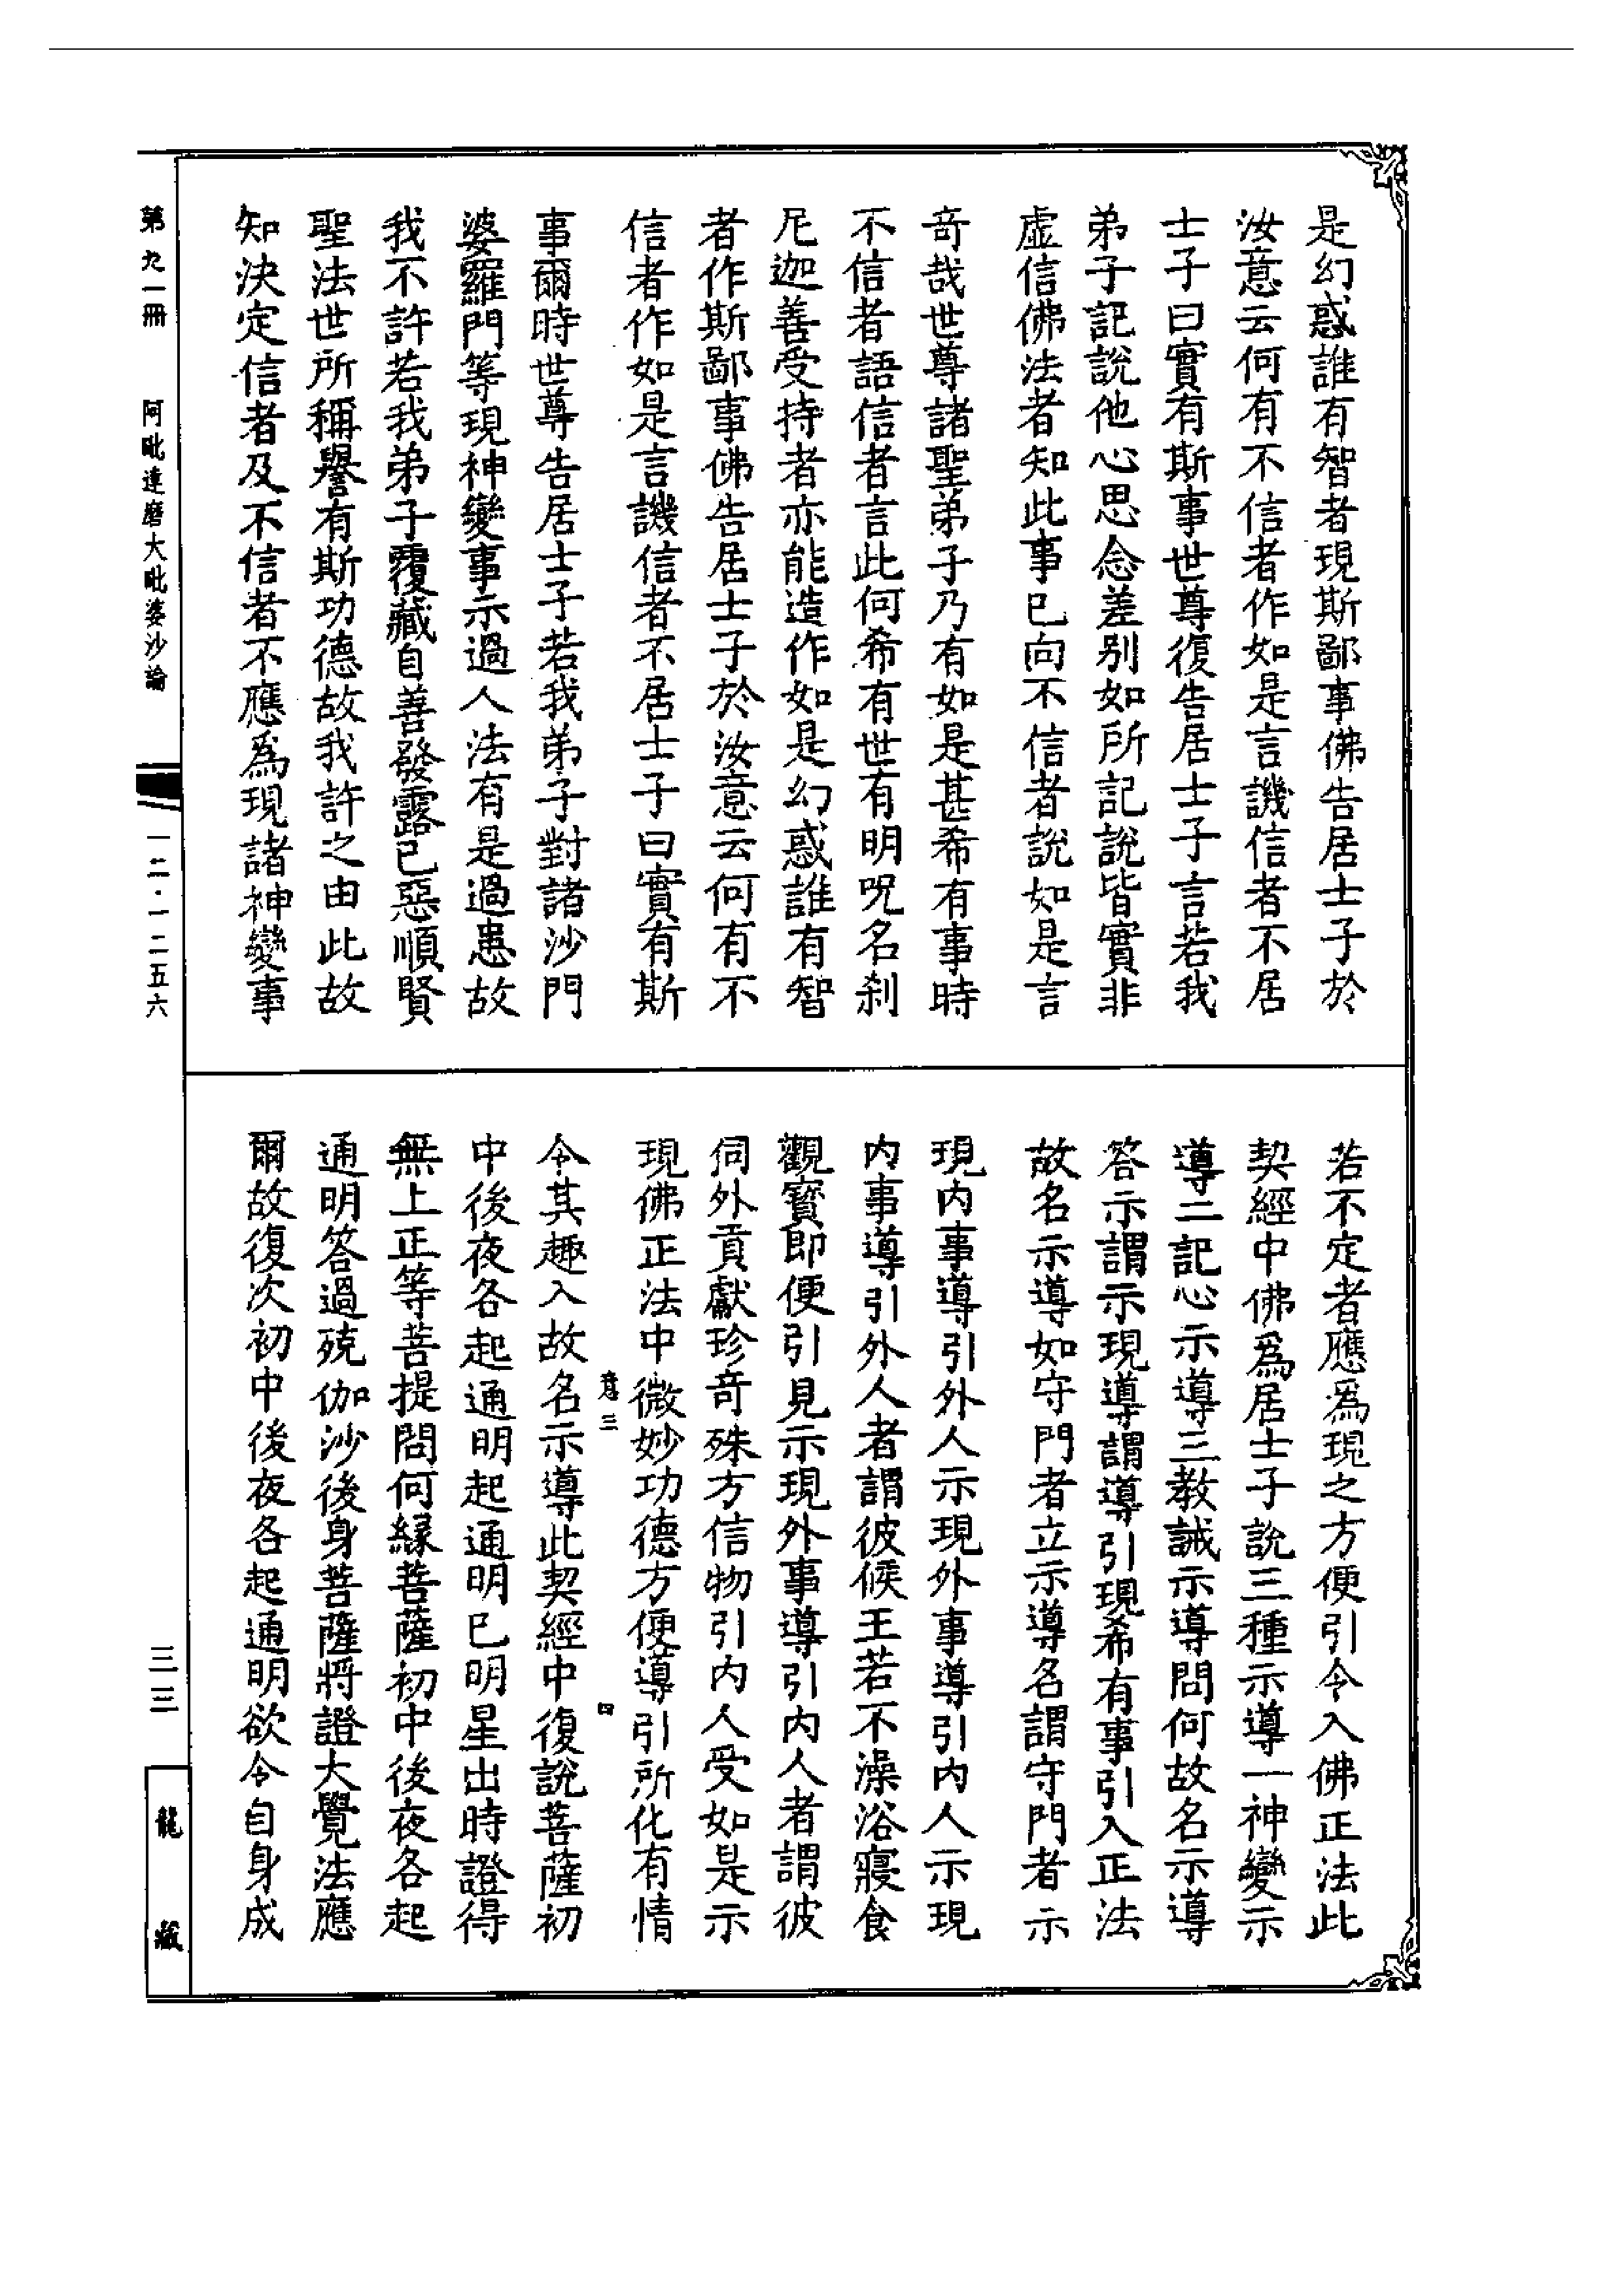 是幻惑誰有智者現斯鄙事佛告居士子於
汝意云何有不信者作如是言譏信者不居
士子曰實有斯事世尊復告居士子言若我
弟子記說他心思念差别如所記說皆實非
虛信佛法者知此事已向不信者說如是言
奇哉世尊諸聖弟子乃有如是甚希有事時
不信者語信者言此何希有世有明呪名刹
尼迦善受持者亦能造作如是幻惑誰有智
者作斯鄙事佛告居士子於汝意云何有不
信者作如是言譏信者不居士子曰實有斯
事爾時世尊告居士子若我弟子對諸沙門
婆羅門等現神變事示過人法有是過患故
我不許若我弟子覆藏自善發露已惡順賢
聖法世所稱譽有斯功德故我許之由此故
知決定信者及不信者不應爲現諸神變事
若不定者應爲現之方便引令入佛正法此
契經中佛爲居士子說三種示導一神變示
導二記心示導三教誡示導問何故名示導
答示謂示現導謂導引現希有事引入正法
故名示導如守門者立示導名謂守門者示
現内事導引外人示現外事導引内人示現
内事導引外人者謂彼候王若不澡浴寢食
觀寳即便引見示現外事導引内人者謂彼
伺外貢獻珍奇殊方信物引内人受如是示
現佛正法中微妙功德方便導引所化有情
令其趣入故名示導此契經中復說菩薩初
中後夜各起通明起通明已明星出時證得
無上正等菩提問何緣菩薩初中後夜各起
通明答過殑伽沙後身菩薩將證大覺法應
爾故復次初中後夜各起通明欲令自身成
三
四
第九一冊
阿毗達磨大毗婆沙論
一二·一二五六
三三
龍藏